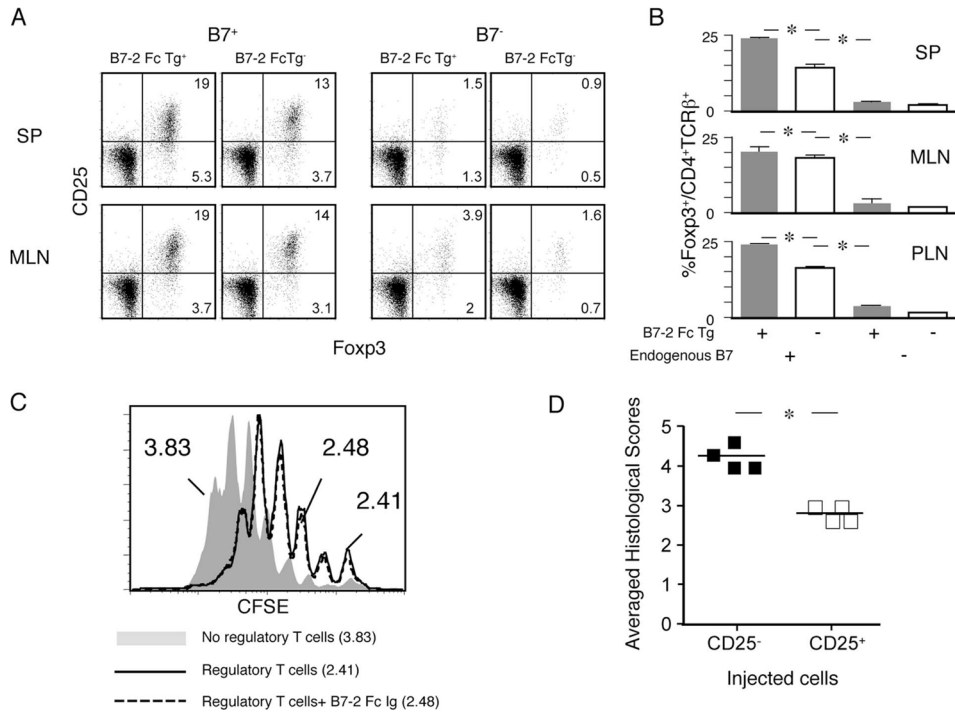 A
B7+
B7-
B7-2 Fc Tg+
B7-2 FcTg-
B7-2 Fc Tg+
B7-2 FcTg-
SP
19
5.3
13
3.7
1.5
1.3
0.9
0.5
CD25
MLN
19
3.7
14
3.1
3.9
2
1.6
0.7
Foxp3
B
%Foxp3+/CD4+TCRβ+
25
0
*
*
SP
25
0
*
*
MLN
25
0
*
*
PLN
B7-2 Fc Tg + - + -
Endogenous B7 + -
C
3.83
2.48
2.41
CFSE
No regulatory T cells (3.83)
Regulatory T cells (2.41)
Regulatory T cells+ B7-2 Fc Ig (2.48)
D
*
Averaged Histological Scores
5
4
3
2
1
0
CD25-
CD25+
Injected cells